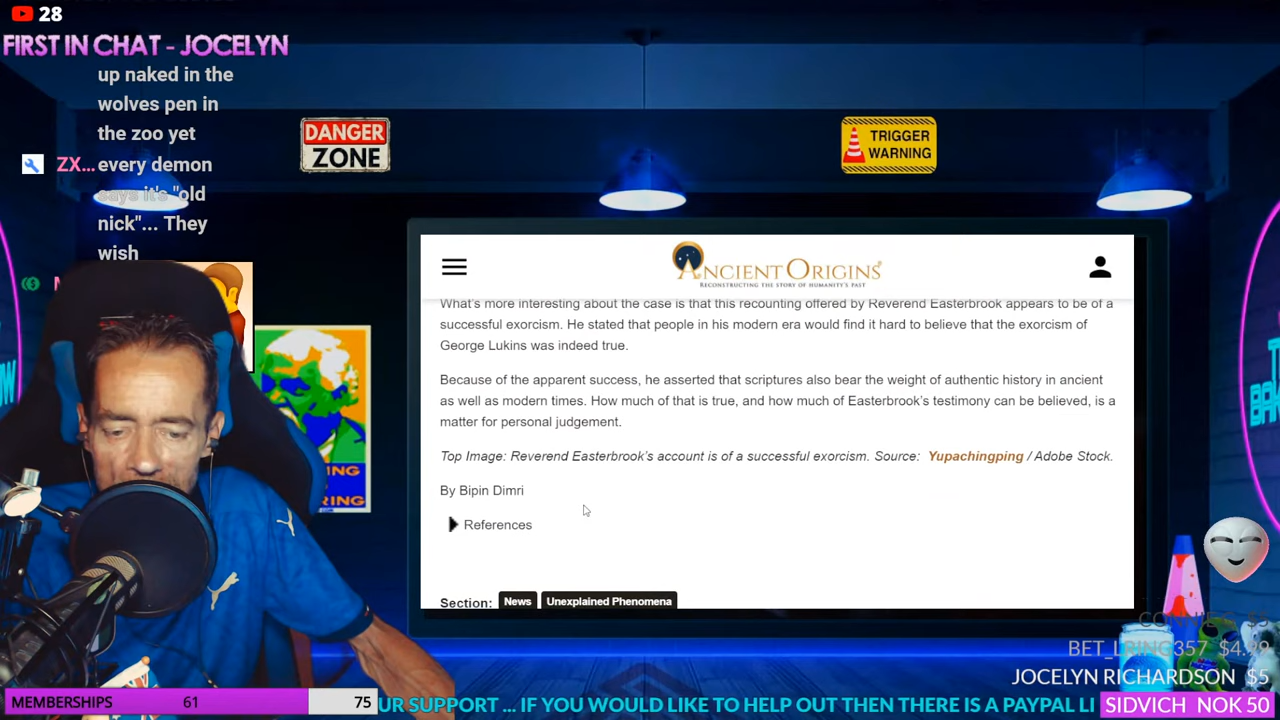 28
FIRST IN CHAT - JOCELYN
up naked in the
wolves pen in
the zoo yet
ZX... every demon
says it's "old
nick"... They
wish
DANGER
ZONE
TRIGGER
WARNING
ANCIENT ORIGINS
RECONSTRUCTING THE STORY OF HUMANITY'S PAST
What's more interesting about the case is that this recounting offered by Reverend Easterbrook appears to be of a
successful exorcism. He stated that people in his modern era would find it hard to believe that the exorcism of
George Lukins was indeed true.
Because of the apparent success, he asserted that scriptures also bear the weight of authentic history in ancient
as well as modern times. How much of that is true, and how much of Easterbrook's testimony can be believed, is a
matter for personal judgement.
Top Image: Reverend Easterbrook's account is of a successful exorcism. Source: Yupachingping / Adobe Stock.
By Bipin Dimri
References
Section: News Unexplained Phenomena
BET_LRING357 $4.99
JOCELYN RICHARDSON $5
MEMBERSHIPS 61 75
UR SUPPORT ... IF YOU WOULD LIKE TO HELP OUT THEN THERE IS A PAYPAL LI
SIDVICH NOK 50